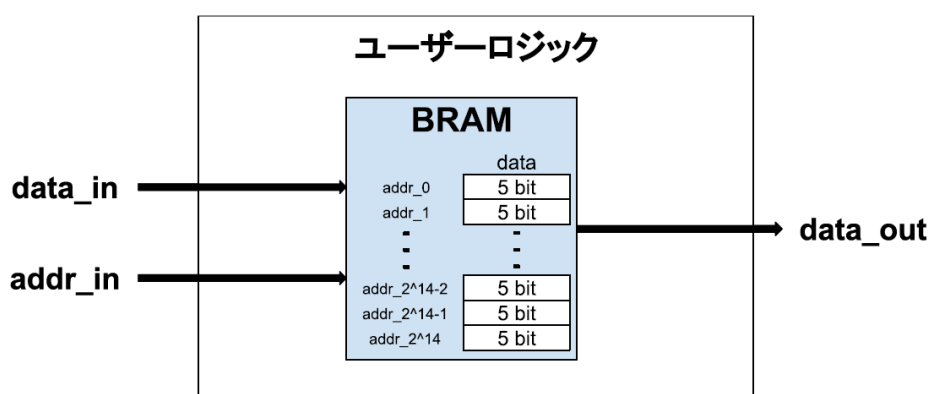 ユーザーロジック
BRAM
data
data_in
addr_0 5 bit
addr_1 5 bit
addr_in
addr_2^14-2 5 bit
addr_2^14-1 5 bit
addr_2^14 5 bit
data_out